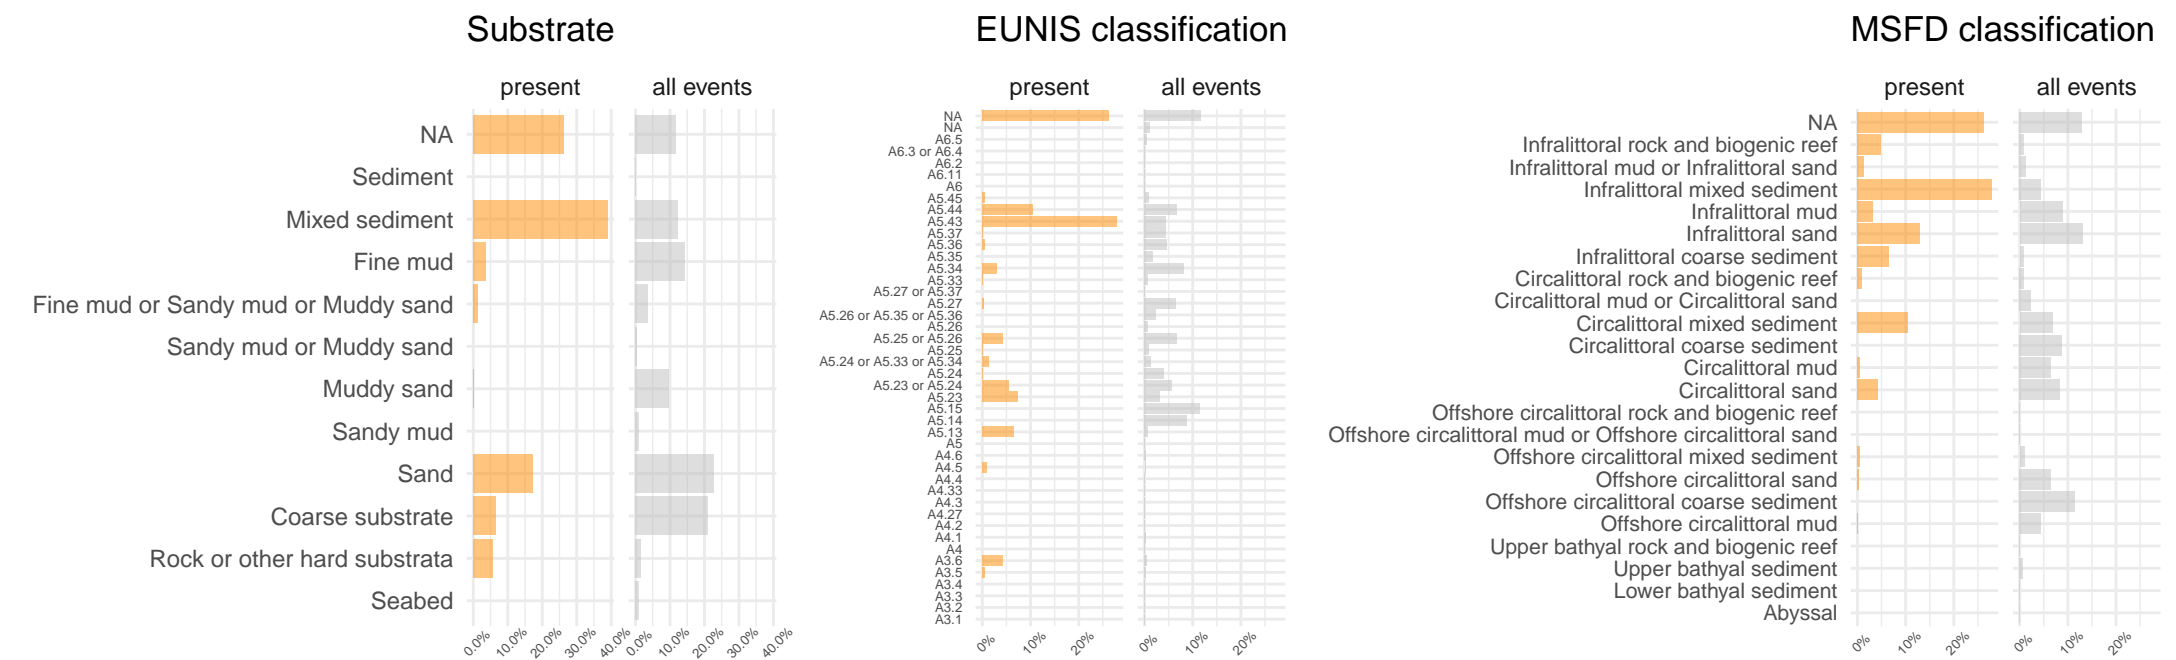 Substrate
present all events
NA
Sediment
Mixed sediment
Fine mud
Fine mud or Sandy mud or Muddy sand
Sandy mud or Muddy sand
Muddy sand
Sandy mud
Sand
Coarse substrate
Rock or other hard substrata
Seabed
0.0% 10.0% 20.0% 30.0% 40.0% 0.0% 10.0% 20.0% 30.0% 40.0%
EUNIS classification
present all events
NA
NA
A6.5
A6.3 or A6.4
A6.2
A6.11
A6
A5.45
A5.44
A5.43
A5.37
A5.36
A5.35
A5.34
A5.33
A5.27 or A5.37
A5.27
A5.26 or A5.35 or A5.36
A5.26
A5.25 or A5.26
A5.25
A5.24 or A5.33 or A5.34
A5.24
A5.23 or A5.24
A5.23
A5.15
A5.14
A5.13
A5
A4.6
A4.5
A4.4
A4.33
A4.3
A4.27
A4.2
A4.1
A4
A3.6
A3.5
A3.4
A3.3
A3.2
A3.1
0% 10% 20% 0% 10% 20%
MSFD classification
present all events
NA
Infralittoral rock and biogenic reef
Infralittoral mud or Infralittoral sand
Infralittoral mixed sediment
Infralittoral mud
Infralittoral sand
Infralittoral coarse sediment
Circalittoral rock and biogenic reef
Circalittoral mud or Circalittoral sand
Circalittoral mixed sediment
Circalittoral coarse sediment
Circalittoral mud
Circalittoral sand
Offshore circalittoral rock and biogenic reef
Offshore circalittoral mud or Offshore circalittoral sand
Offshore circalittoral mixed sediment
Offshore circalittoral sand
Offshore circalittoral coarse sediment
Offshore circalittoral mud
Upper bathyal rock and biogenic reef
Upper bathyal sediment
Lower bathyal sediment
Abyssal
0% 10% 20% 0% 10% 20%